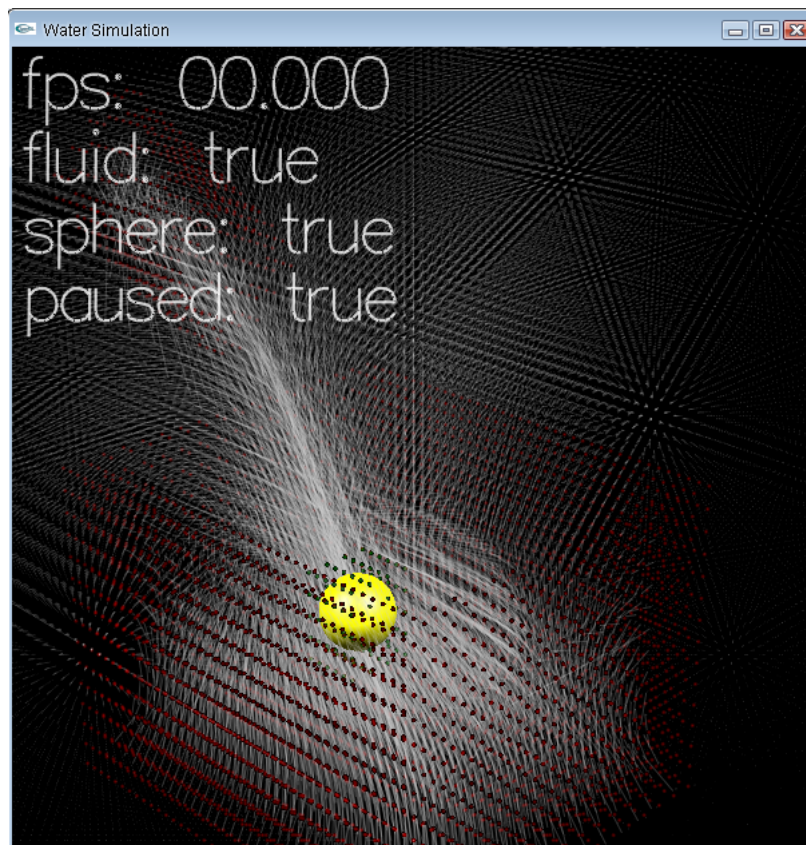 Water Simulation
fps: 00.000
fluid: true
sphere: true
paused: true